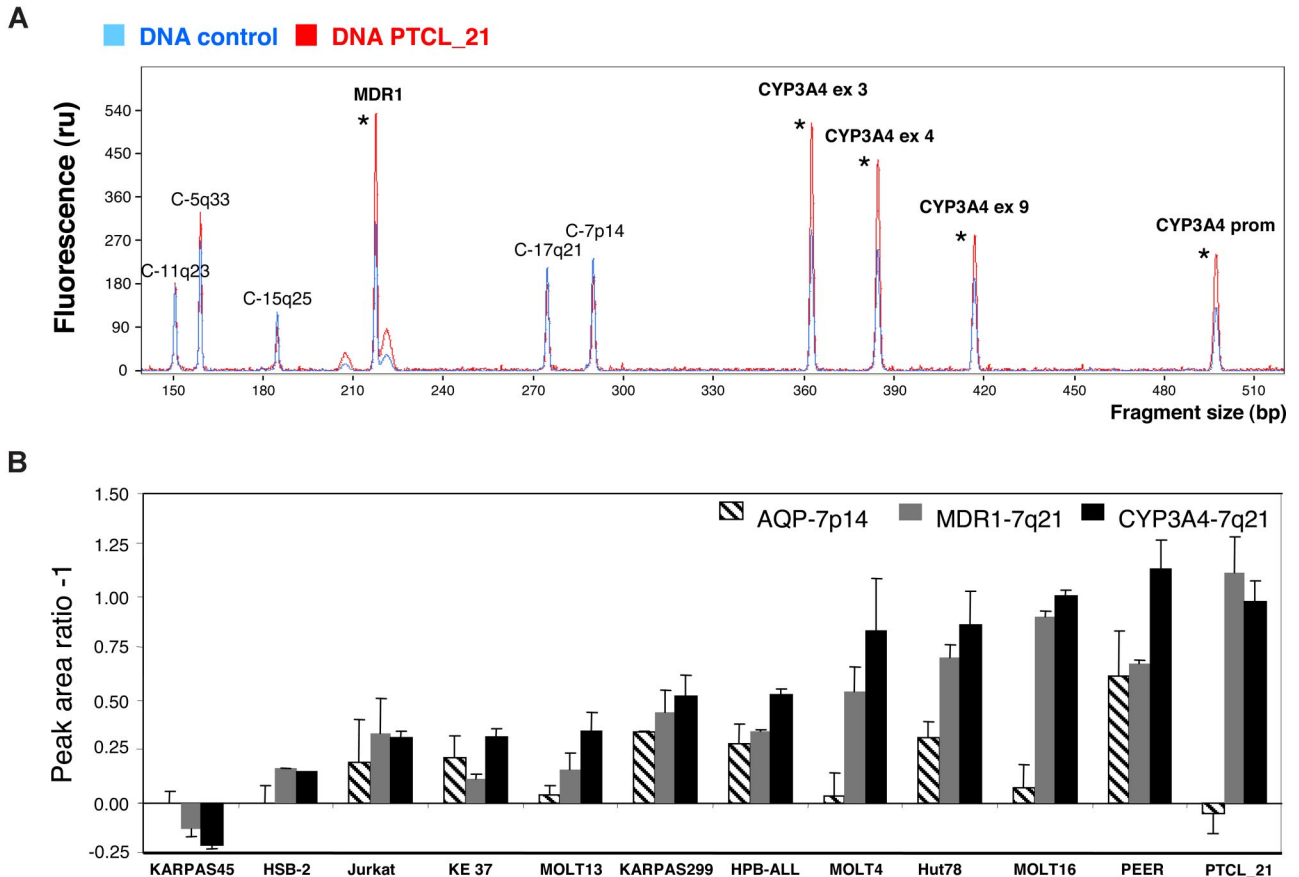 A
DNA control DNA PTCL_21
Fluorescence (ru)
540
450
360
270
180
90
0
C-11q23
C-5q33
C-15q25
MDR1
*
C-17q21
C-7p14
CYP3A4 ex 3
*
CYP3A4 ex 4
*
CYP3A4 ex 9
*
CYP3A4 prom
*
150 180 210 240 270 300 330 360 390 420 450 480 510
Fragment size (bp)
B
Peak area ratio -1
1.50
1.25
1.00
0.75
0.50
0.25
0.00
-0.25
AQP-7p14 MDR1-7q21 CYP3A4-7q21
KARPAS45 HSB-2 Jurkat KE 37 MOLT13 KARPAS299 HPB-ALL MOLT4 Hut78 MOLT16 PEER PTCL_21